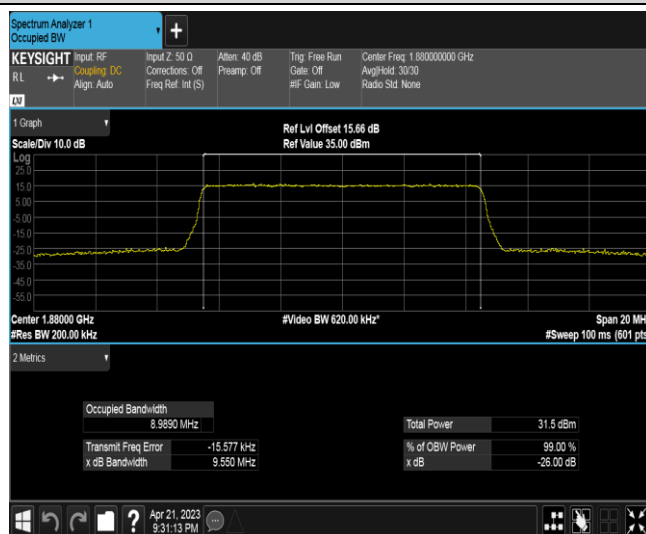 Spectrum Analyzer 1
Occupied BW
+
KEYSIGHT Input: RF Input Z: 50 Ω Atten: 40 dB Trig: Free Run Center Freq: 1.880000000 GHz
RL Coupling: DC Corrections: Off Preamp: Off Gate: Off Avg|Hold: 30/30
Align: Auto Freq Ref: Int (S) #IF Gain: Low Radio Std: None
LXI
1 Graph
Ref Lvl Offset 15.66 dB
Scale/Div 10.0 dB Ref Value 35.00 dBm
Log
25.0
15.0
5.00
-5.00
-15.0
-25.0
-35.0
-45.0
-55.0
Center 1.88000 GHz #Video BW 620.00 kHz* Span 20 MH
#Res BW 200.00 kHz #Sweep 100 ms (601 pts
2 Metrics
Occupied Bandwidth
8.9890 MHz Total Power 31.5 dBm
Transmit Freq Error -15.577 kHz % of OBW Power 99.00 %
x dB Bandwidth 9.550 MHz x dB -26.00 dB
? Apr 21, 2023
9:31:13 PM